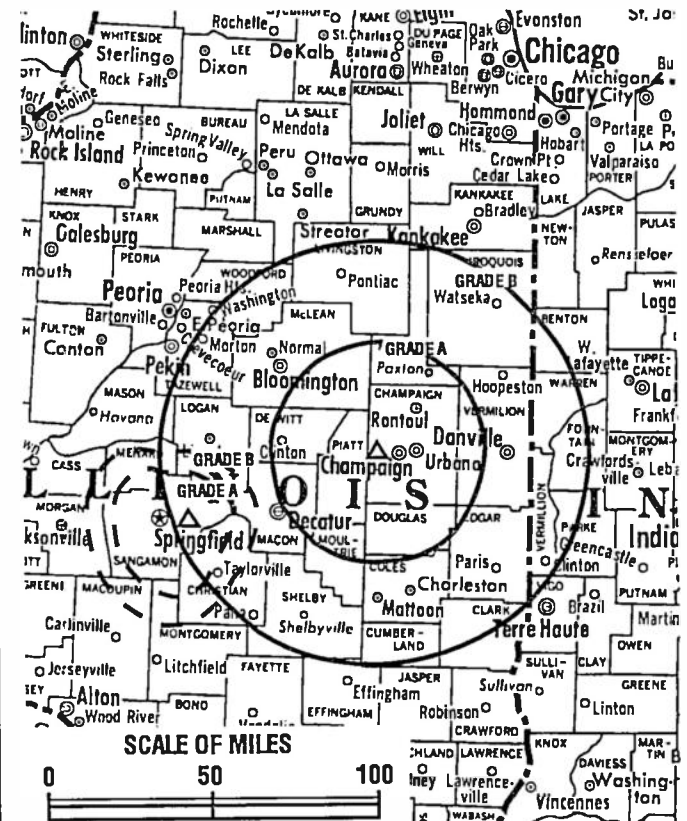 Rochelle
KANE
Elgin
Evonston
WHITESIDE
St. Charles
DU PAGE
Oak Park
Sterling
LEE
DeKalb
Geneva
Batavia
Chicago
Rock Falls
Dixon
Aurora
Wheaton
Cicero
Michigan City
DE KALB
KENDALL
Berwyn
Gary
Moline
LA SALLE
Hammond
Geneseo
BUREAU
Mendota
Joliet
Chicago Hts.
Portage
Moline
Spring Valley
WILL
Hobart
LA PO
Rock Island
Princeton
Peru
Ottawa
Morris
Crown Pt.
Valparaiso
Kewanee
La Salle
Cedar Lake
PORTER
HENRY
PUTNAM
KANKAKEE
LAKE
KNOX
STARK
GRUNDY
Bradley
JASPER
Galesburg
MARSHALL
Streator
Kankakee
NEW-
TON
PULAS
PEORIA
LIVINGSTON
IROQUOIS
Rensselaer
mouth
WOODFORD
Pontiac
GRADE B
WHI
Peoria
Peoria Hts.
Washington
Watseka
Loga
Bartonville
E. Peoria
McLEAN
BENTON
FULTON
Creve Coeur
Morton
Normal
GRADE A
W. Lafayette
TIPPE-
CANOE
Canton
Pekin
Bloomington
Paxton
Hoopeston
WARREN
TAZEWELL
CHAMPAIGN
Frankf
MASON
LOGAN
DE WITT
Rantoul
VERMILION
FOUN-
TAIN
MONTGOM-
ERY
Havana
PIATT
Danville
Crawfords-
ville
Leba
CASS
GRADE B
Clinton
Champaign
Urbana
L L I N O I S
I N
MORGAN
GRADE A
DOUGLAS
EDGAR
VERMILLION
PARKE
India
ksonville
Springfield
Decatur
MACON
MOUL-
TRIE
Greencastle
SANGAMON
Taylorville
COLES
Paris
Clinton
MACOUPIN
CHRISTIAN
SHELBY
Charleston
VIGO
PUTNAM
Carlinville
Pana
Mattoon
CLARK
Brazil
Martin
Shelbyville
CUMBER-
LAND
Terre Haute
MONTGOMERY
OWEN
Jerseyville
Litchfield
FAYETTE
JASPER
SULLI-
VAN
CLAY
Alton
Effingham
Sullivan
GREENE
BOND
EFFINGHAM
Robinson
Linton
Wood River
CRAWFORD
SCALE OF MILES
LAWRENCE
KNOX
MAR-
TIN
0 50 100
Lawrence-
ville
DAVIESS
Washing-
ton
Vincennes
WABASH